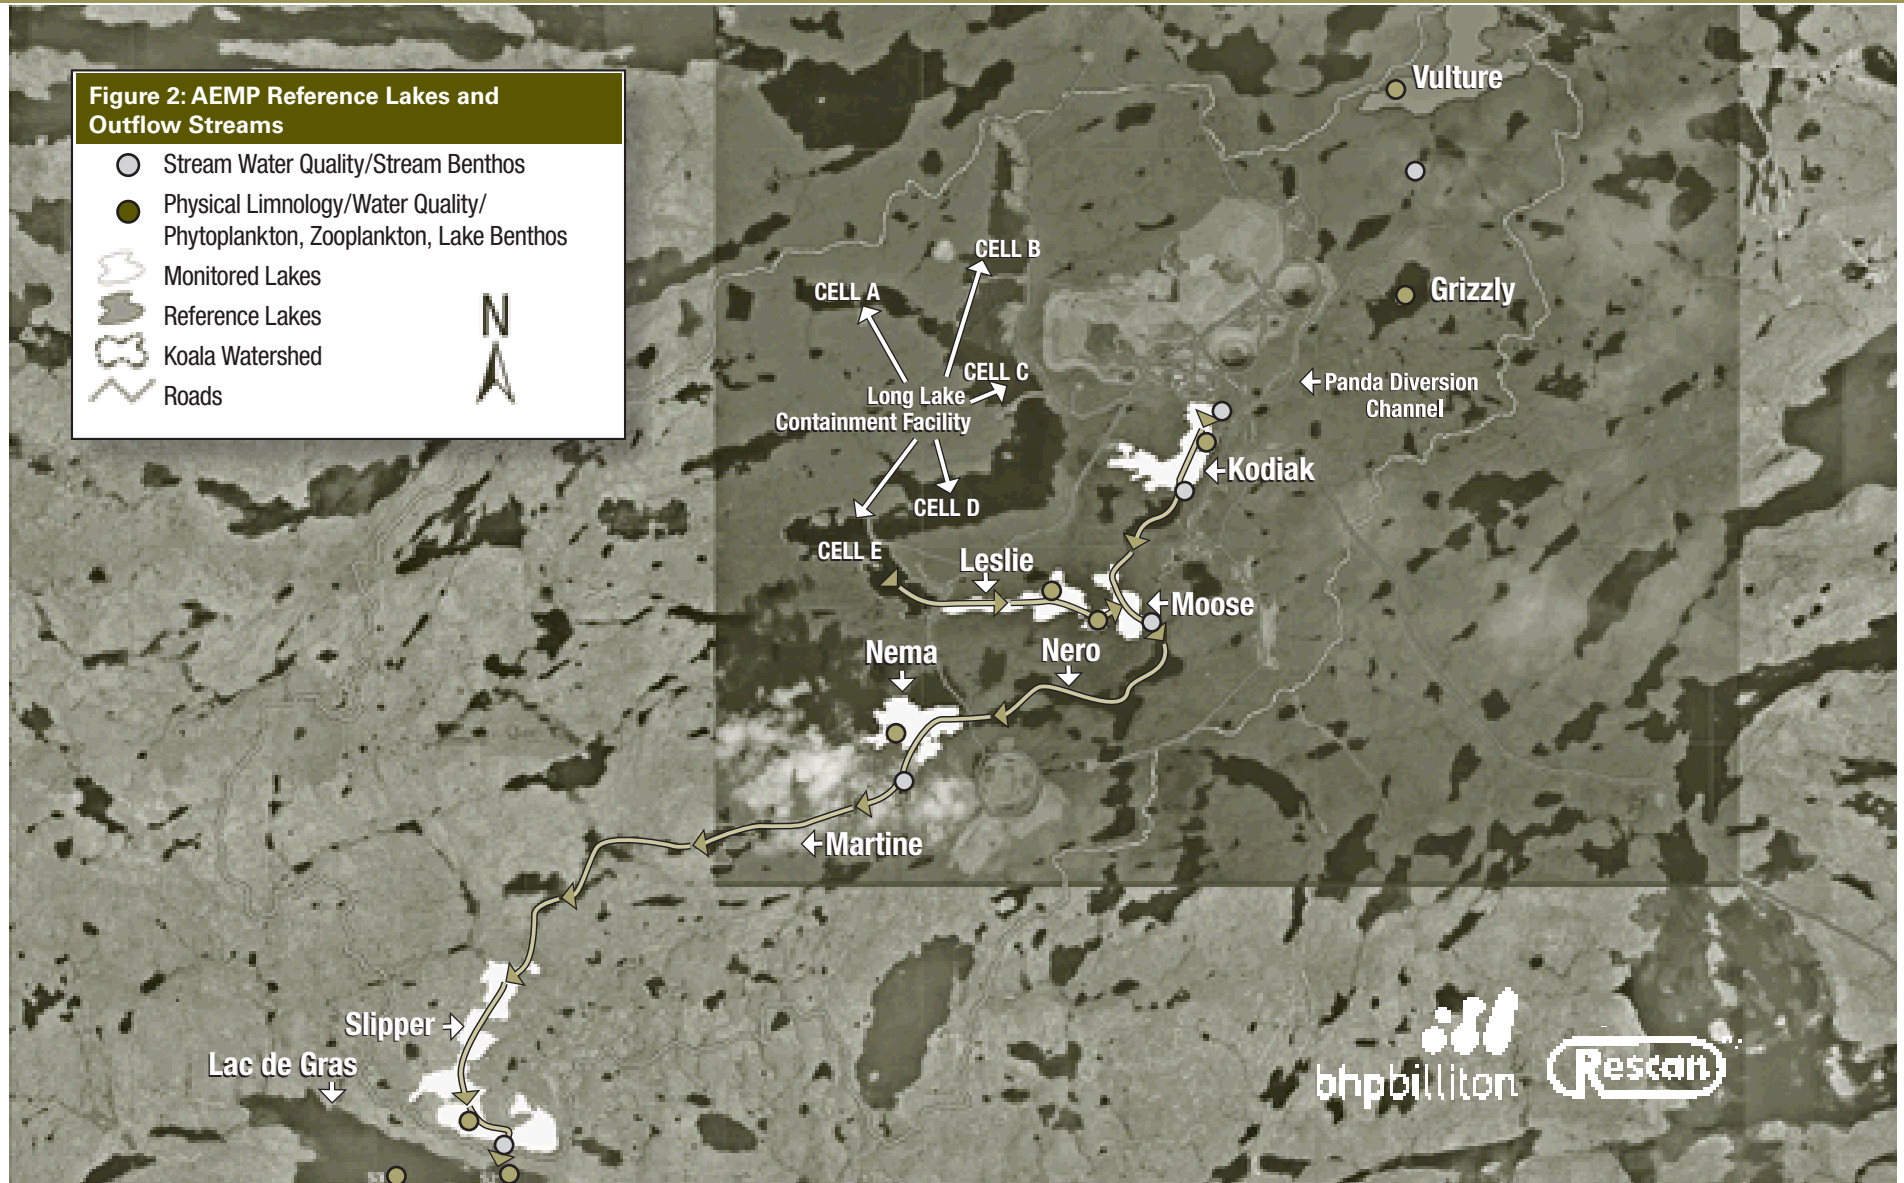 Figure 2: AEMP Reference Lakes and
Outflow Streams
Stream Water Quality/Stream Benthos
Physical Limnology/Water Quality/
Phytoplankton, Zooplankton, Lake Benthos
Monitored Lakes
Reference Lakes
Koala Watershed
Roads
N
Vulture
CELL B
CELL A
Grizzly
CELL C
Long Lake
Containment Facility
Panda Diversion
Channel
Kodiak
CELL D
CELL E
Leslie
Moose
Nema
Nero
Martine
Slipper
Lac de Gras
bhpbilliton
Rescan